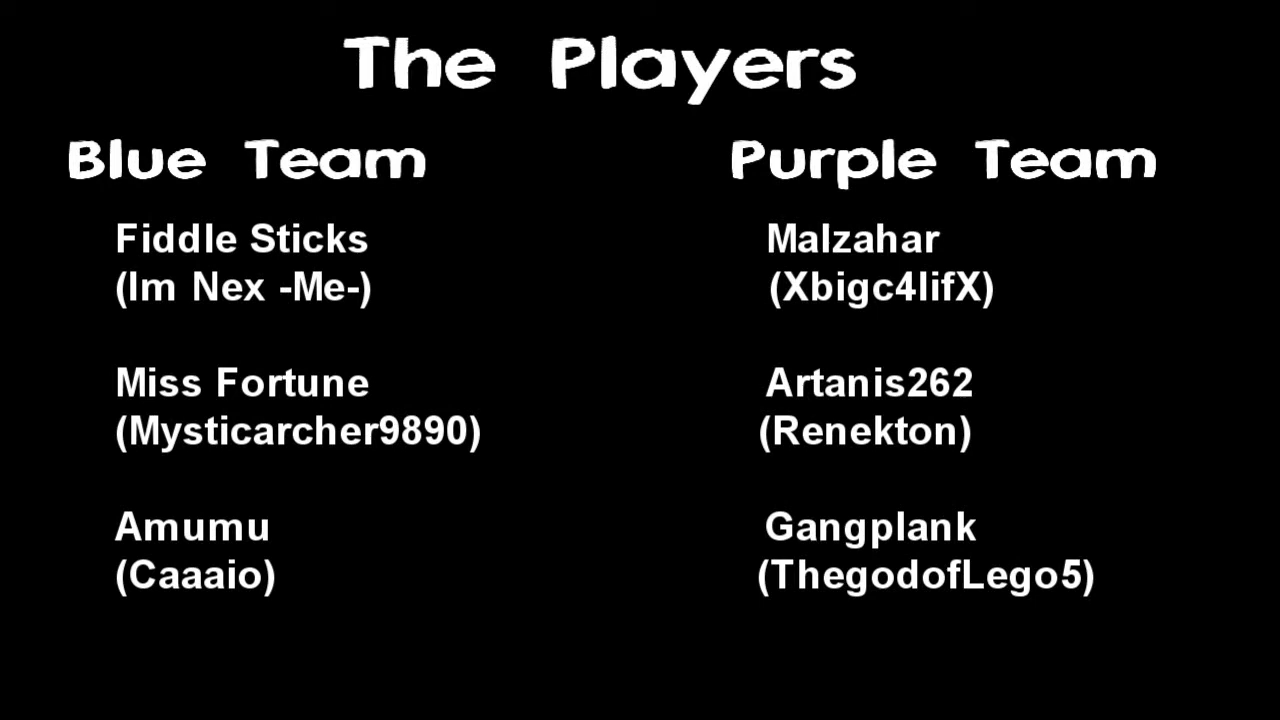 The Players
Blue Team
Fiddle Sticks
(Im Nex -Me-)
Miss Fortune
(Mysticarcher9890)
Amumu
(Caaaio)
Purple Team
Malzahar
(Xbigc4lifX)
Artanis262
(Renekton)
Gangplank
(ThegodofLego5)